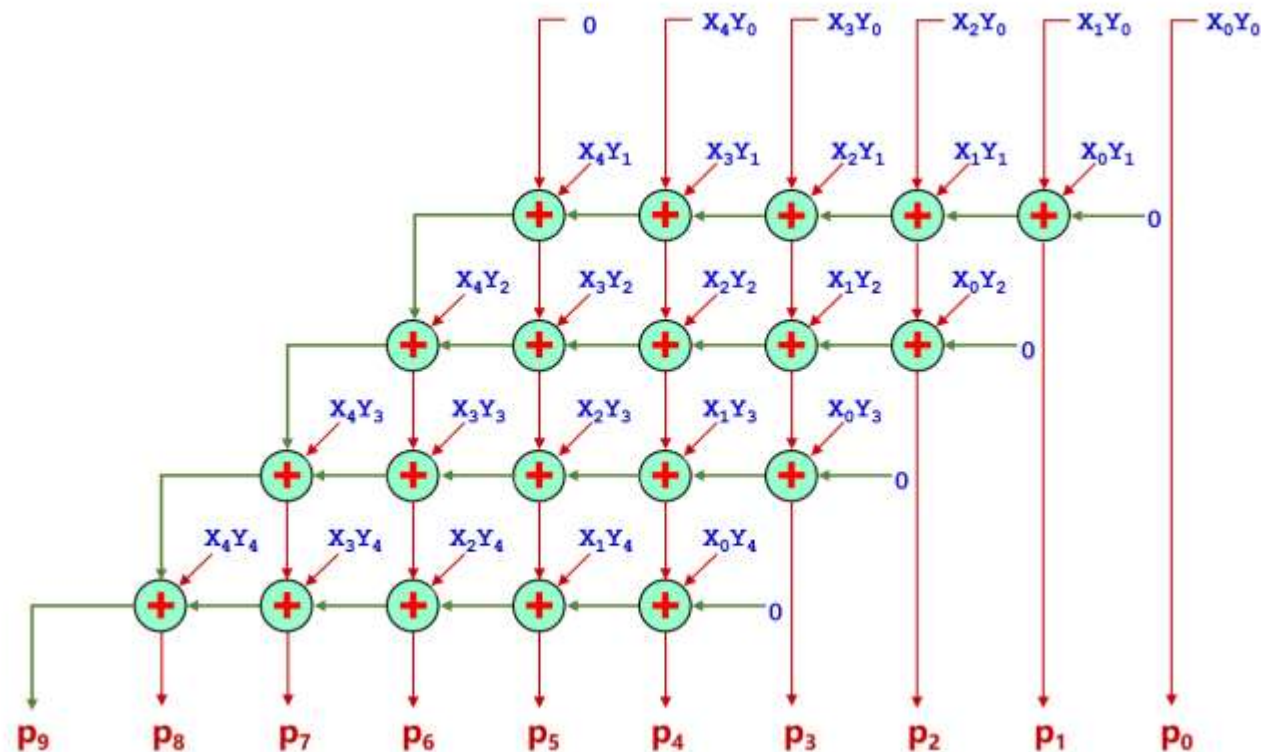 0 X₄Y₀ X₃Y₀ X₂Y₀ X₁Y₀ X₀Y₀
X₄Y₁ X₃Y₁ X₂Y₁ X₁Y₁ X₀Y₁
+ + + + + 0
X₄Y₂ X₃Y₂ X₂Y₂ X₁Y₂ X₀Y₂
+ + + + + 0
X₄Y₃ X₃Y₃ X₂Y₃ X₁Y₃ X₀Y₃
+ + + + + 0
X₄Y₄ X₃Y₄ X₂Y₄ X₁Y₄ X₀Y₄
+ + + + + 0
p₉ p₈ p₇ p₆ p₅ p₄ p₃ p₂ p₁ p₀